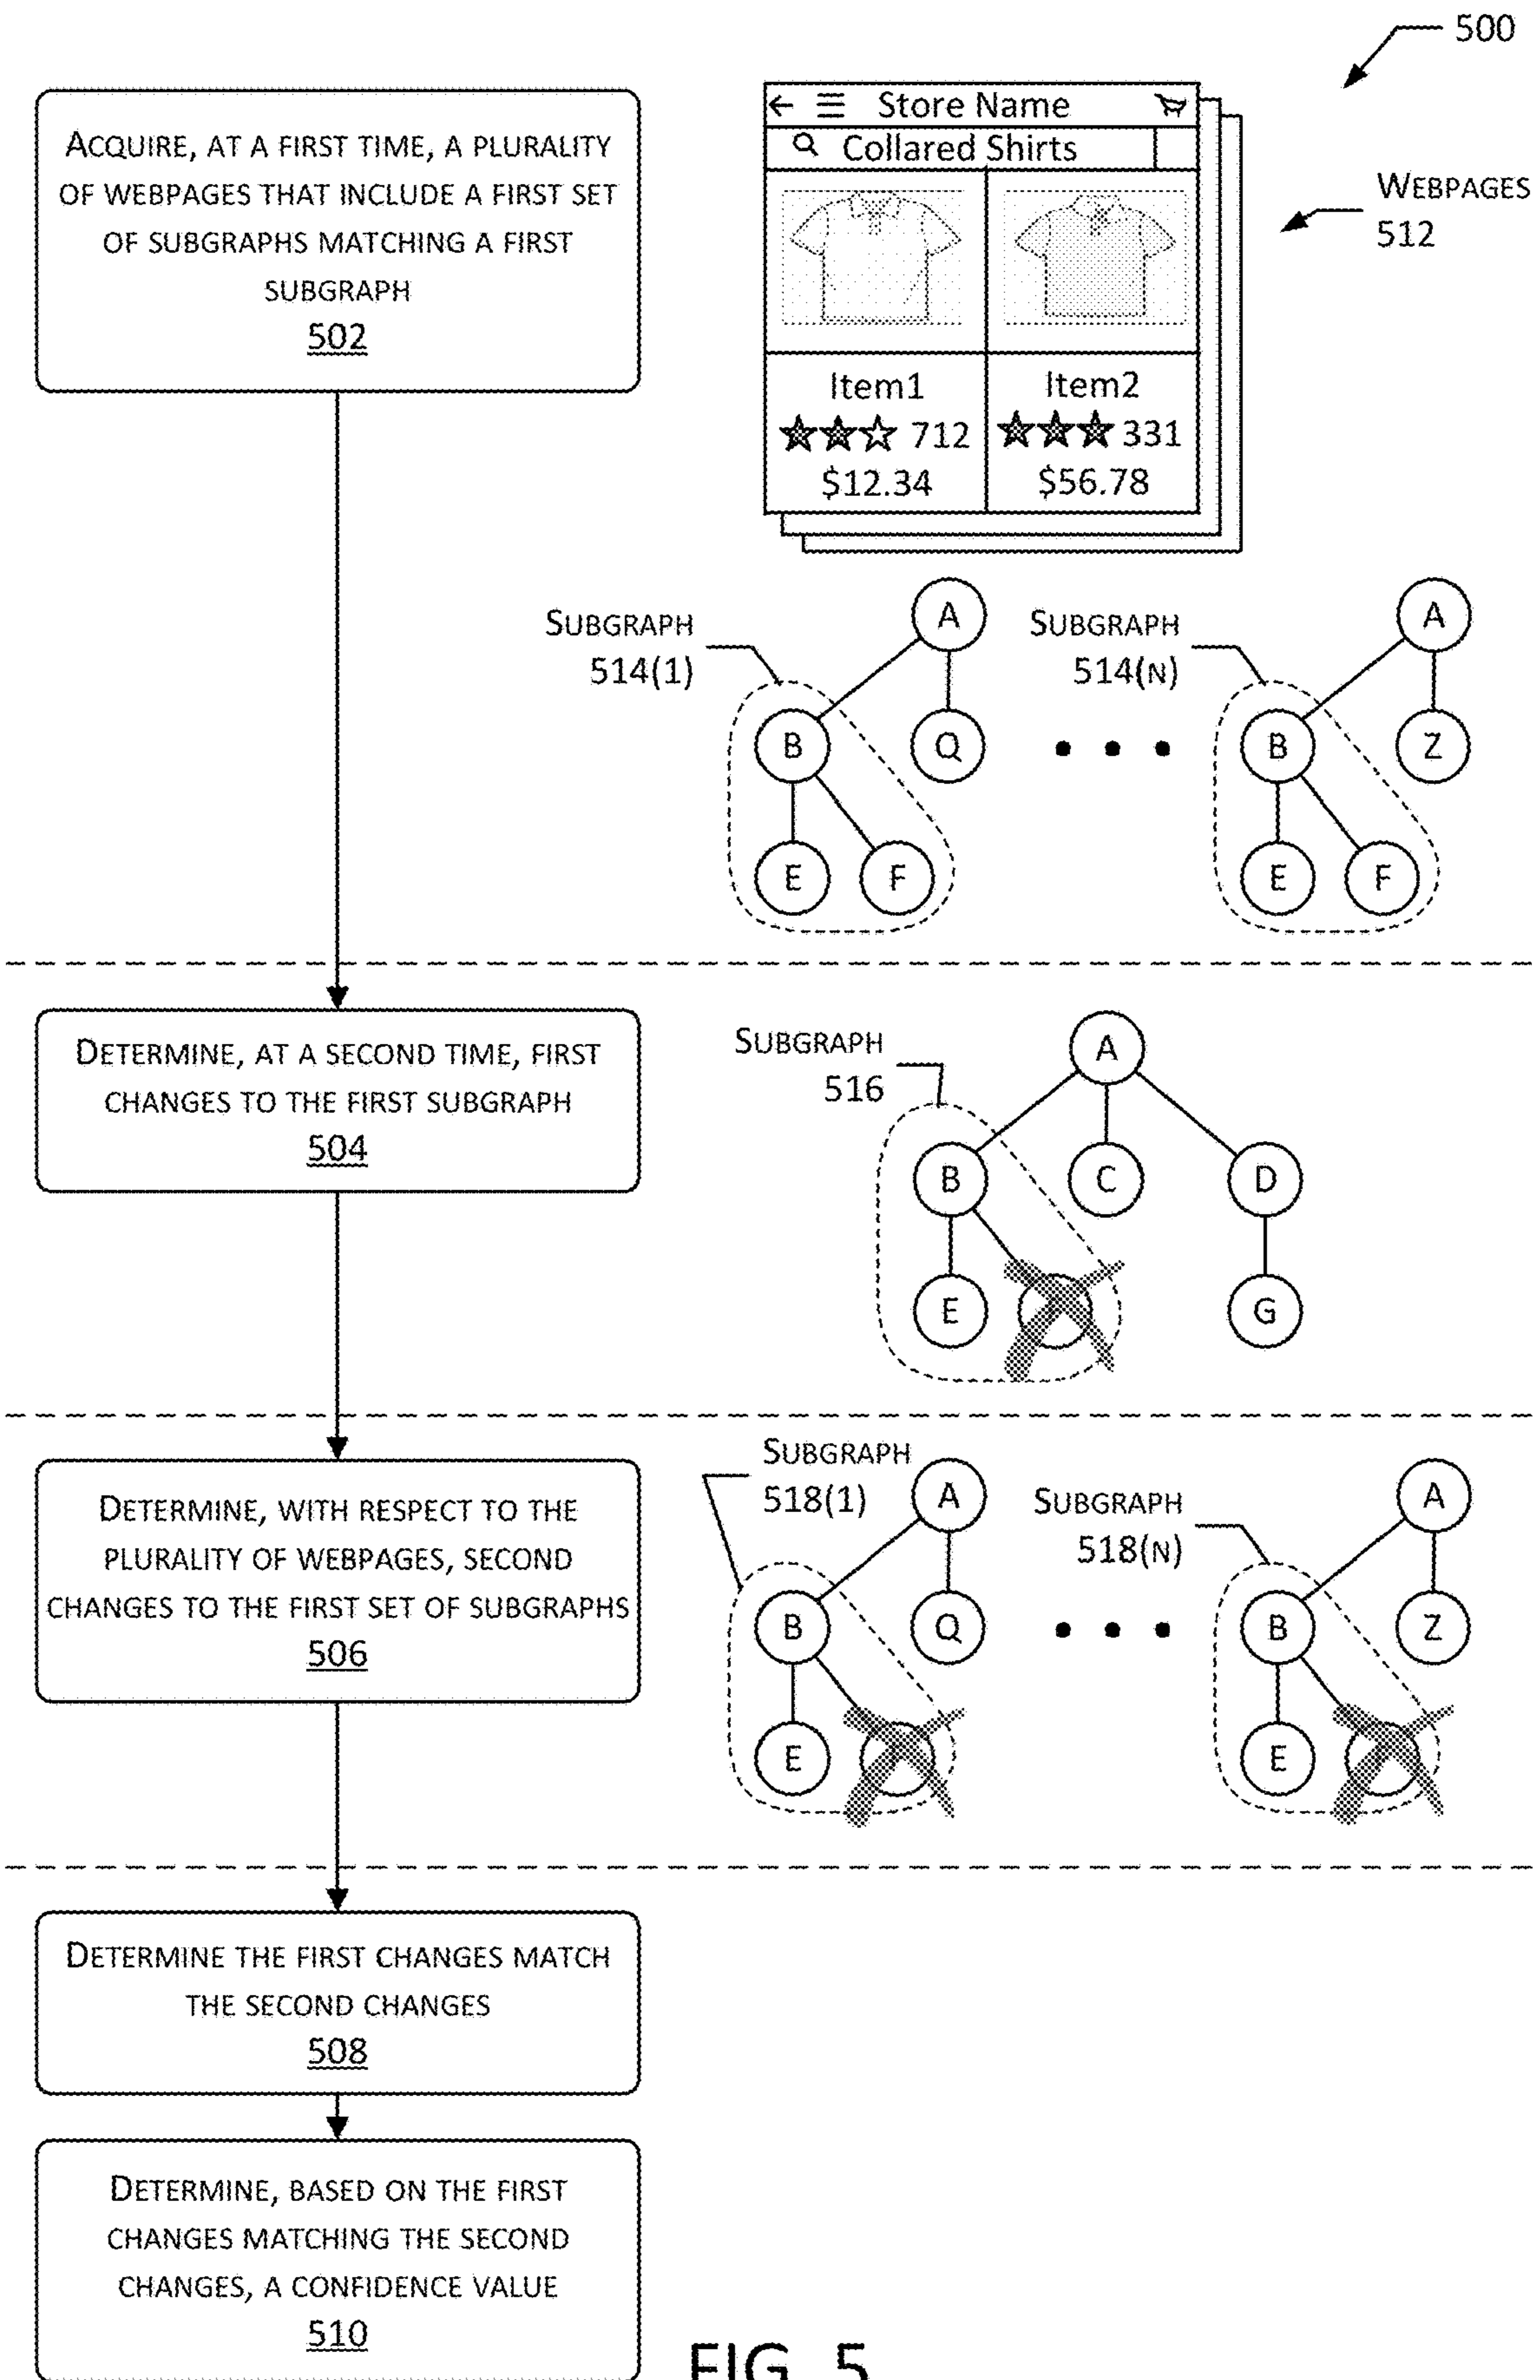 500
ACQUIRE, AT A FIRST TIME, A PLURALITY
OF WEBPAGES THAT INCLUDE A FIRST SET
OF SUBGRAPHS MATCHING A FIRST
SUBGRAPH
502
Store Name
Collared Shirts
Item1
712
$12.34
Item2
331
$56.78
WEBPAGES
512
SUBGRAPH
514(1)
A
B
Q
E
F
SUBGRAPH
514(N)
A
B
Z
E
F
DETERMINE, AT A SECOND TIME, FIRST
CHANGES TO THE FIRST SUBGRAPH
504
SUBGRAPH
516
A
B
C
D
E
G
DETERMINE, WITH RESPECT TO THE
PLURALITY OF WEBPAGES, SECOND
CHANGES TO THE FIRST SET OF SUBGRAPHS
506
SUBGRAPH
518(1)
A
B
Q
E
SUBGRAPH
518(N)
A
B
Z
E
DETERMINE THE FIRST CHANGES MATCH
THE SECOND CHANGES
508
DETERMINE, BASED ON THE FIRST
CHANGES MATCHING THE SECOND
CHANGES, A CONFIDENCE VALUE
510
FIG. 5